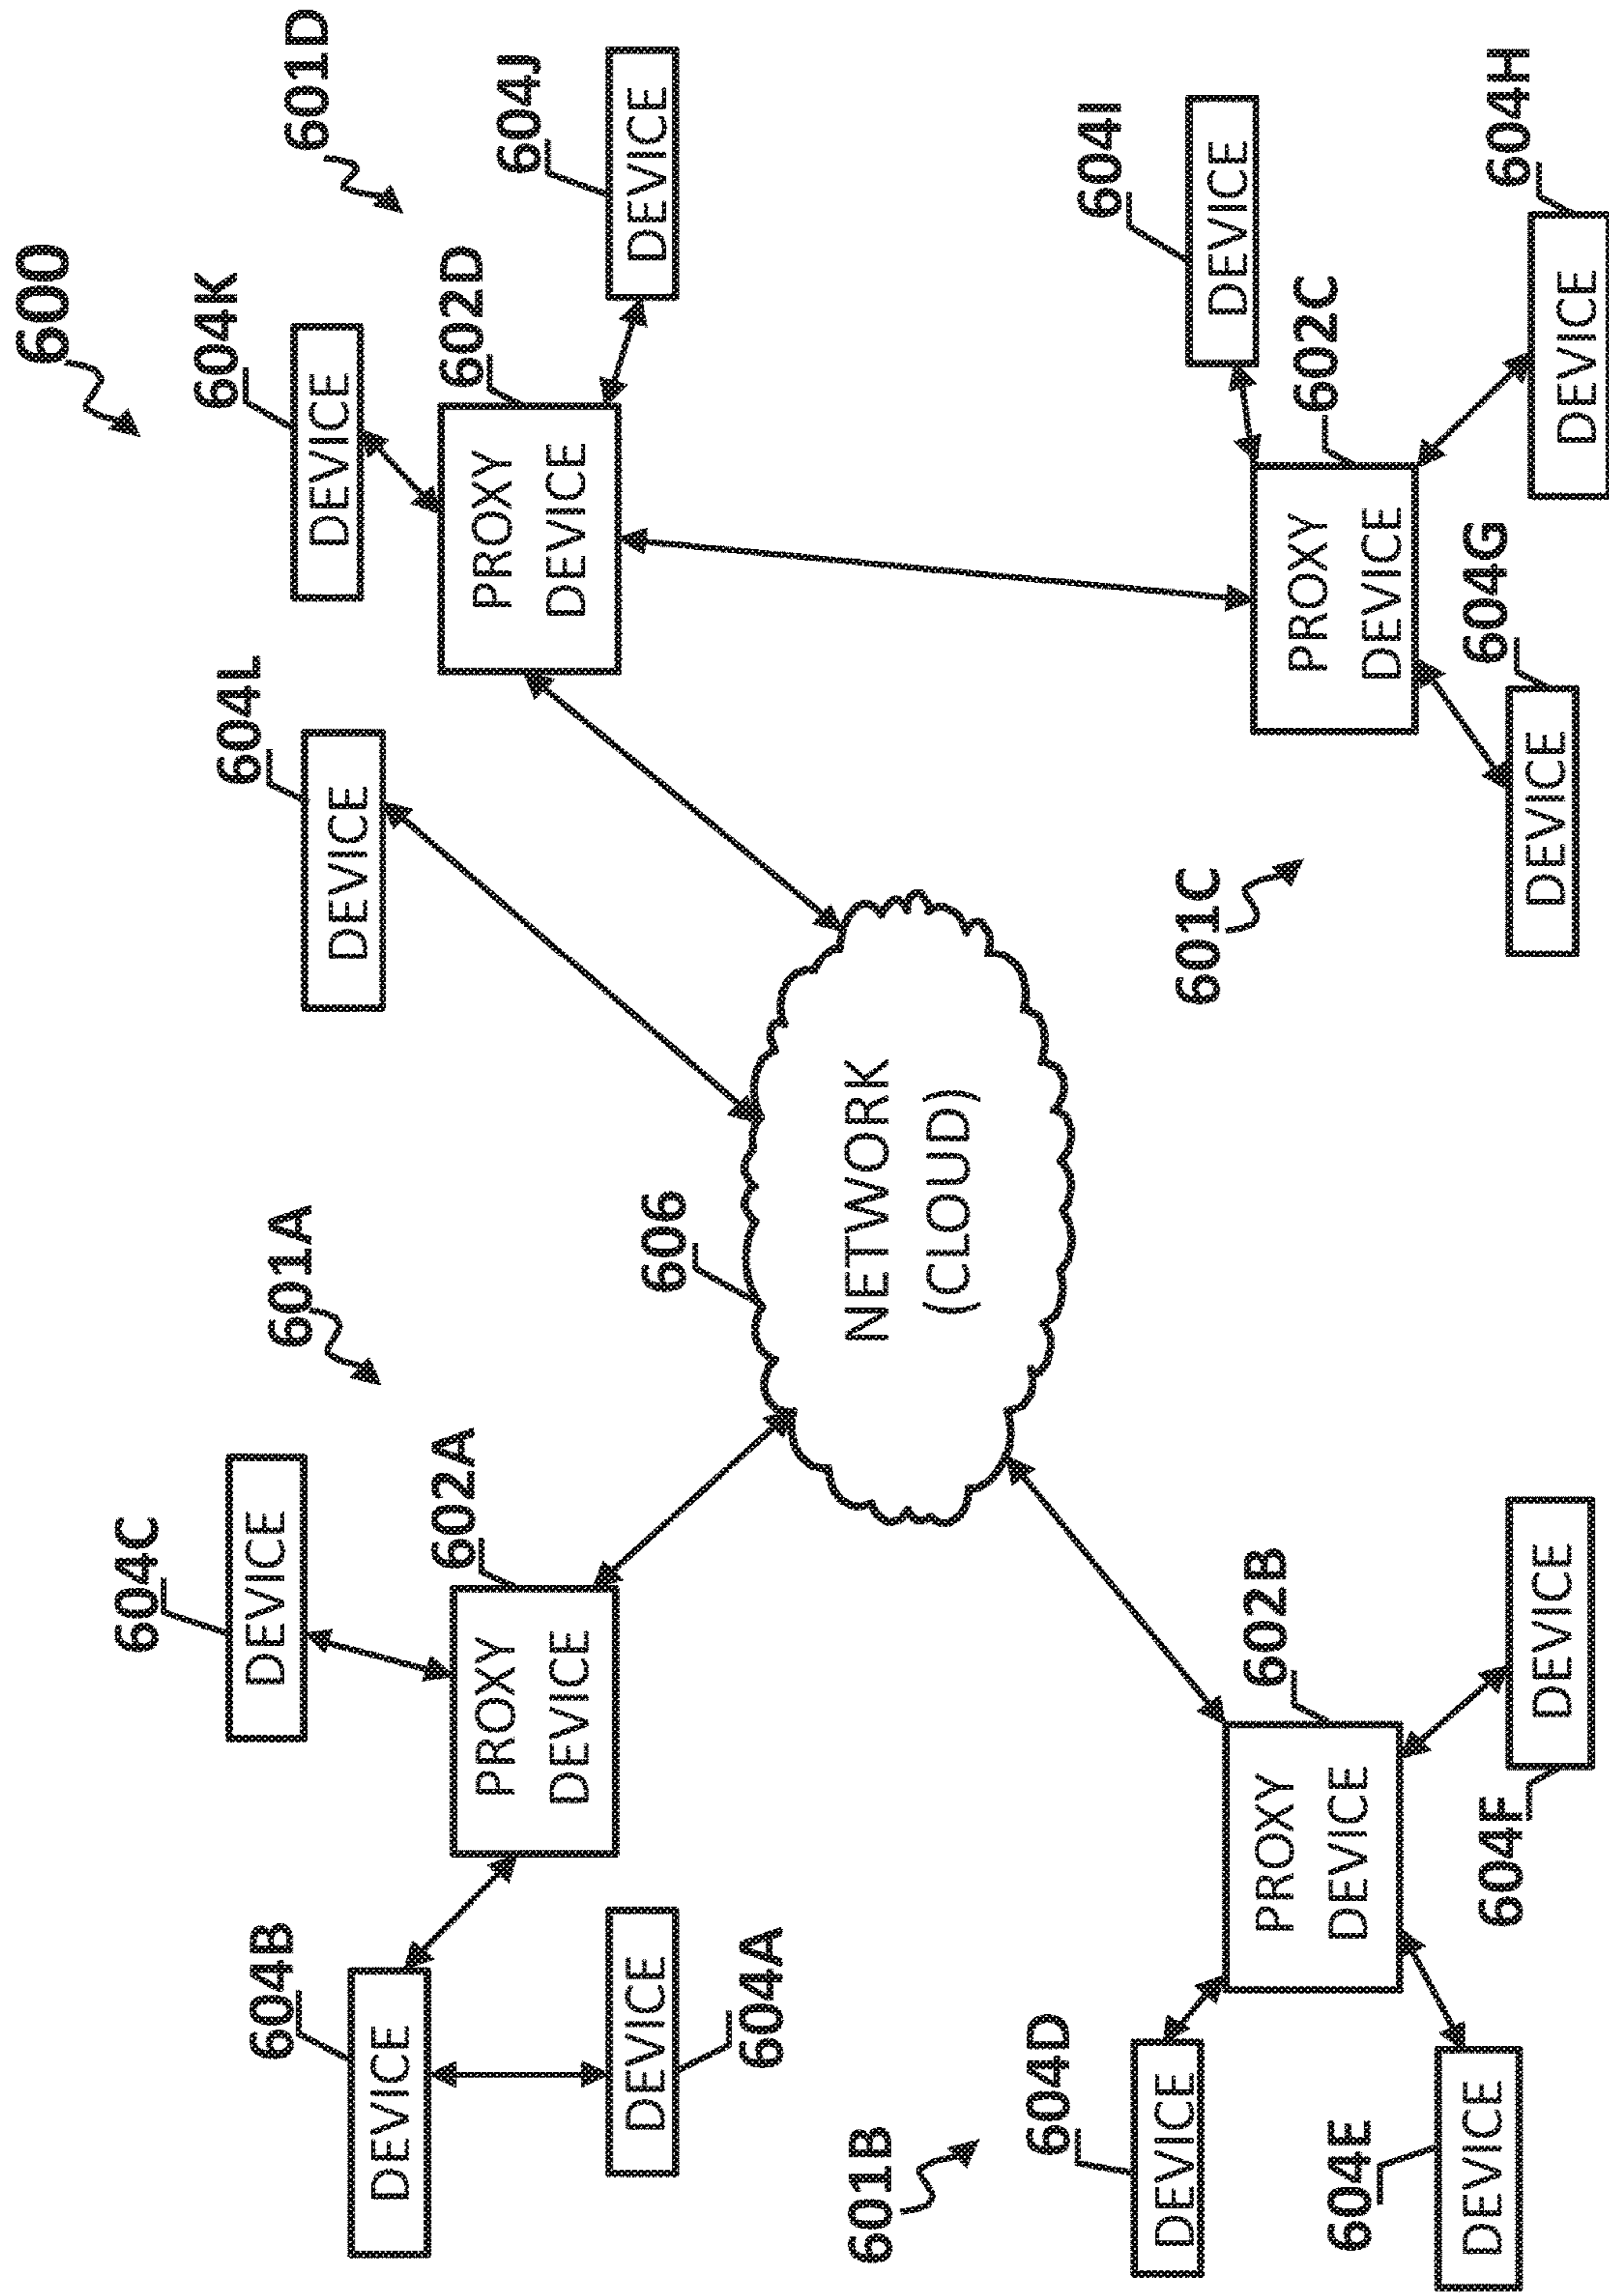 600
604C
DEVICE
601A
604L
DEVICE
604K
DEVICE
601D
604B
DEVICE
602A
PROXY
DEVICE
602D
PROXY
DEVICE
604J
DEVICE
DEVICE
604A
606
NETWORK
(CLOUD)
601B
604D
DEVICE
602B
PROXY
DEVICE
601C
602C
PROXY
DEVICE
604I
DEVICE
604E
DEVICE
604F
DEVICE
604G
DEVICE
604H
DEVICE